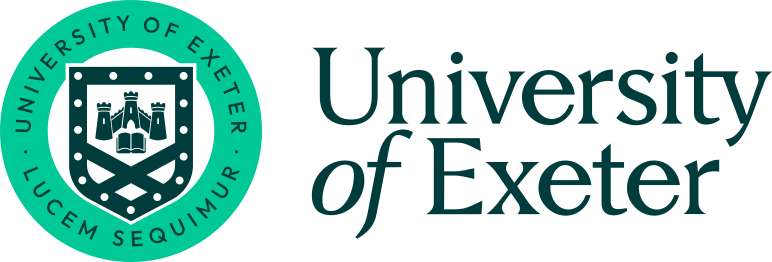 · UNIVERSITY OF EXETER ·
LUCEM SEQUIMUR
University
of Exeter